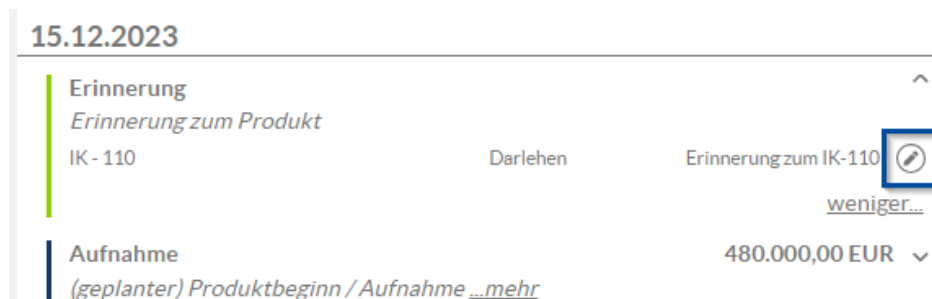 15.12.2023
Erinnerung
Erinnerung zum Produkt
IK - 110 Darlehen Erinnerung zum IK-110
weniger...
Aufnahme 480.000,00 EUR
(geplanter) Produktbeginn / Aufnahme ...mehr